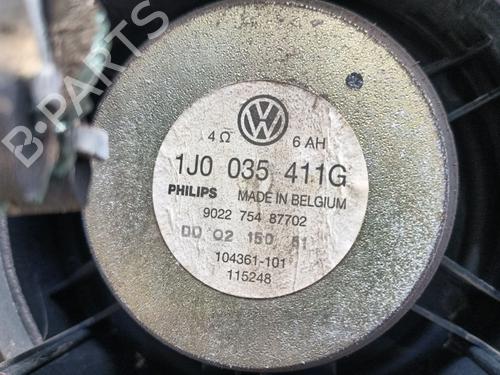 B-PARTS
4Ω 6 AH
1J0 035 411G
PHILIPS MADE IN BELGIUM
9022 754 87702
DD 02 150 61
104361-101
115248